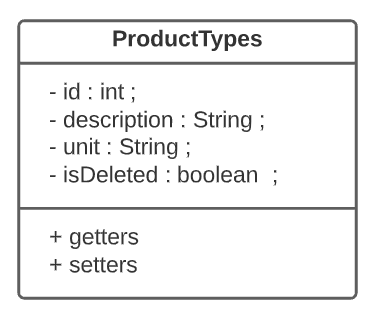 ProductTypes
- id : int ;
- description : String ;
- unit : String ;
- isDeleted : boolean  ;
+ getters
+ setters